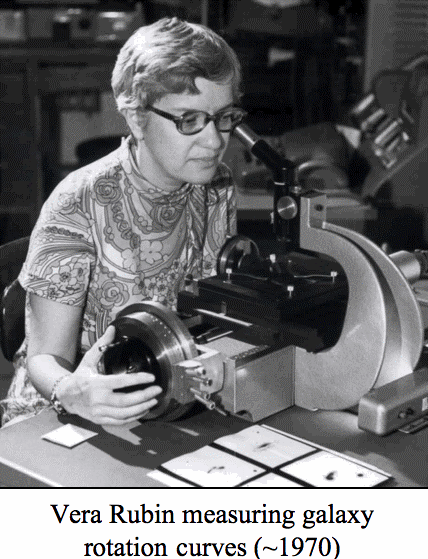 Vera Rubin measuring galaxy
rotation curves (~1970)